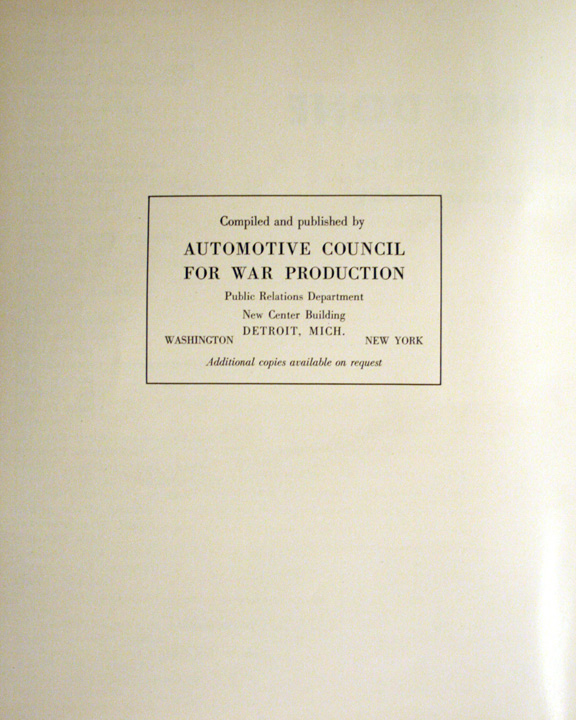 Compiled and published by
AUTOMOTIVE COUNCIL
FOR WAR PRODUCTION
Public Relations Department
New Center Building
DETROIT, MICH.
WASHINGTON NEW YORK
Additional copies available on request